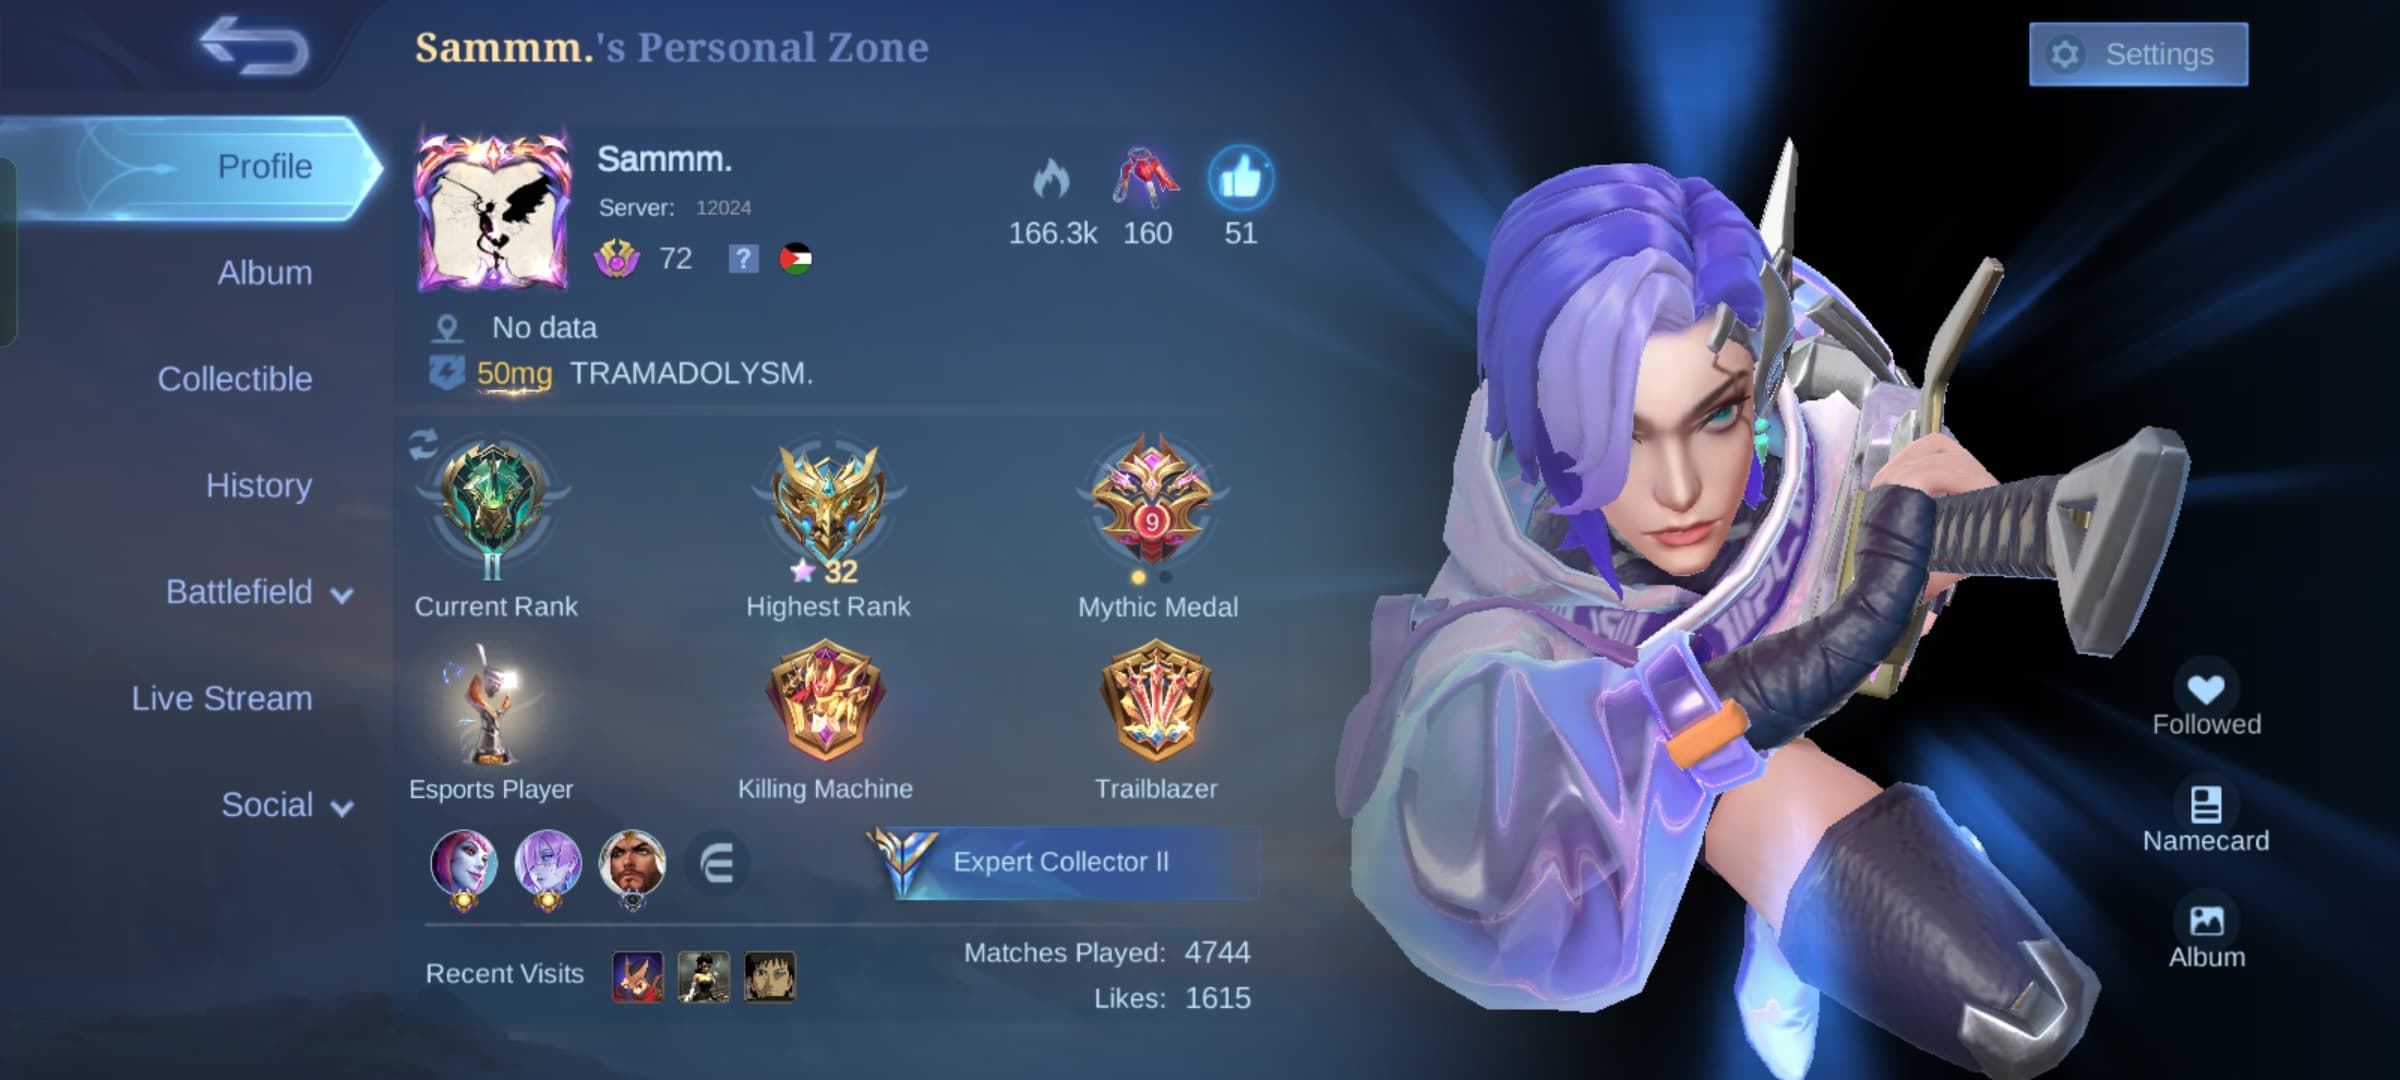 Sammm.'s Personal Zone
Settings
Profile
Album
Collectible
History
Battlefield
Live Stream
Social
Sammm.
Server: 12024
72
?
166.3k
160
51
No data
50mg TRAMADOLYSM.
II
32
9
Current Rank
Highest Rank
Mythic Medal
Esports Player
Killing Machine
Trailblazer
Expert Collector II
Recent Visits
Matches Played: 4744
Likes: 1615
Followed
Namecard
Album